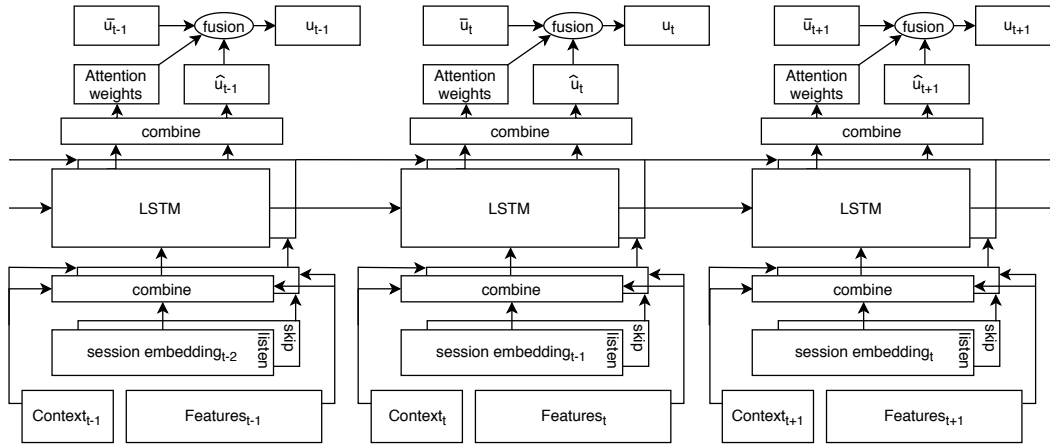 ū_{t-1} fusion u_{t-1} ū_t fusion u_t ū_{t+1} fusion u_{t+1}
Attention weights û_{t-1} Attention weights û_t Attention weights û_{t+1}
combine combine combine
LSTM LSTM LSTM
combine combine combine
session embedding_{t-2} listen skip session embedding_{t-1} listen skip session embedding_t listen skip
Context_{t-1} Features_{t-1} Context_t Features_t Context_{t+1} Features_{t+1}